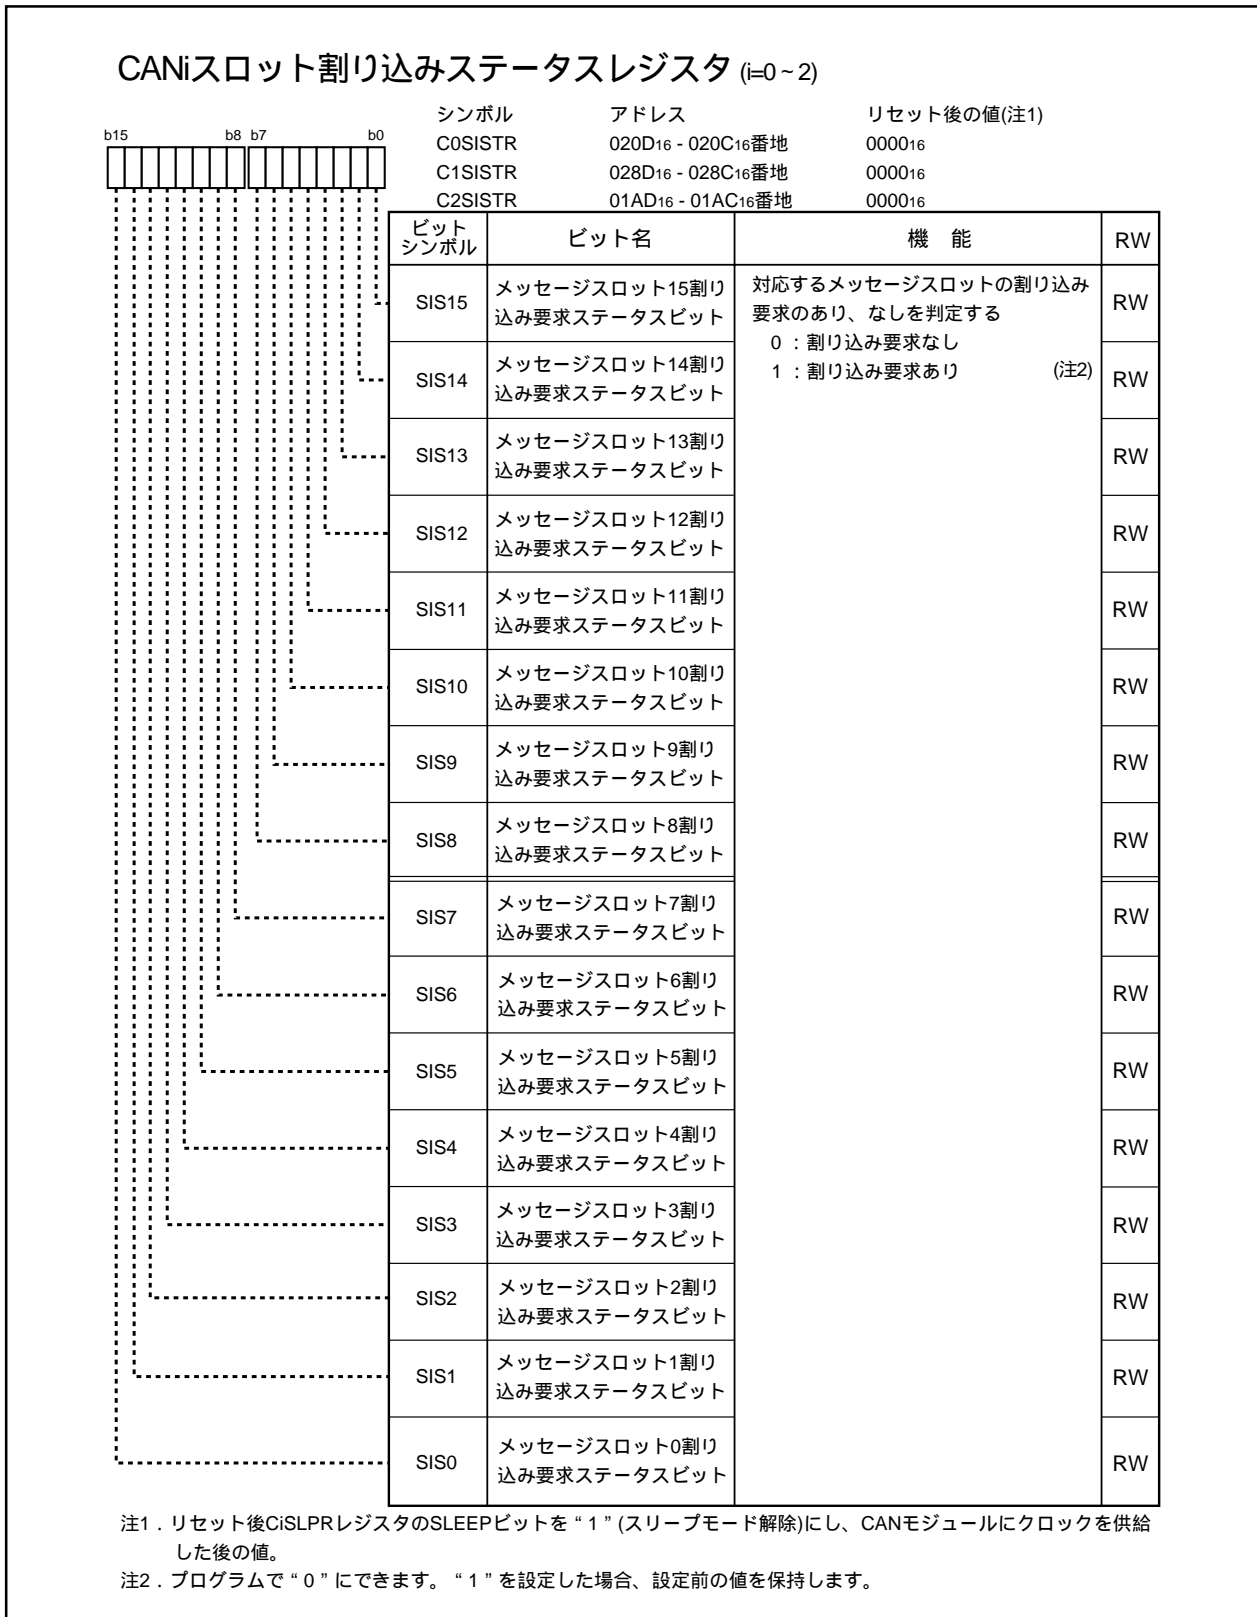 CANiスロット割り込みステータスレジスタ (i=0~2)
シンボル アドレス リセット後の値(注1)
C0SISTR 020D16 - 020C16番地 000016
C1SISTR 028D16 - 028C16番地 000016
C2SISTR 01AD16 - 01AC16番地 000016
b15 b8 b7 b0
ビット
シンボル ビット名 機 能 RW
SIS15 メッセージスロット15割り
込み要求ステータスビット RW
対応するメッセージスロットの割り込み
要求のあり、なしを判定する
0 : 割り込み要求なし
1 : 割り込み要求あり (注2)
SIS14 メッセージスロット14割り
込み要求ステータスビット RW
SIS13 メッセージスロット13割り
込み要求ステータスビット RW
SIS12 メッセージスロット12割り
込み要求ステータスビット RW
SIS11 メッセージスロット11割り
込み要求ステータスビット RW
SIS10 メッセージスロット10割り
込み要求ステータスビット RW
SIS9 メッセージスロット9割り
込み要求ステータスビット RW
SIS8 メッセージスロット8割り
込み要求ステータスビット RW
SIS7 メッセージスロット7割り
込み要求ステータスビット RW
SIS6 メッセージスロット6割り
込み要求ステータスビット RW
SIS5 メッセージスロット5割り
込み要求ステータスビット RW
SIS4 メッセージスロット4割り
込み要求ステータスビット RW
SIS3 メッセージスロット3割り
込み要求ステータスビット RW
SIS2 メッセージスロット2割り
込み要求ステータスビット RW
SIS1 メッセージスロット1割り
込み要求ステータスビット RW
SIS0 メッセージスロット0割り
込み要求ステータスビット RW
注1．リセット後CiSLPRレジスタのSLEEPビットを“1”(スリープモード解除)にし、CANモジュールにクロックを供給
した後の値。
注2．プログラムで“0”にできます。“1”を設定した場合、設定前の値を保持します。